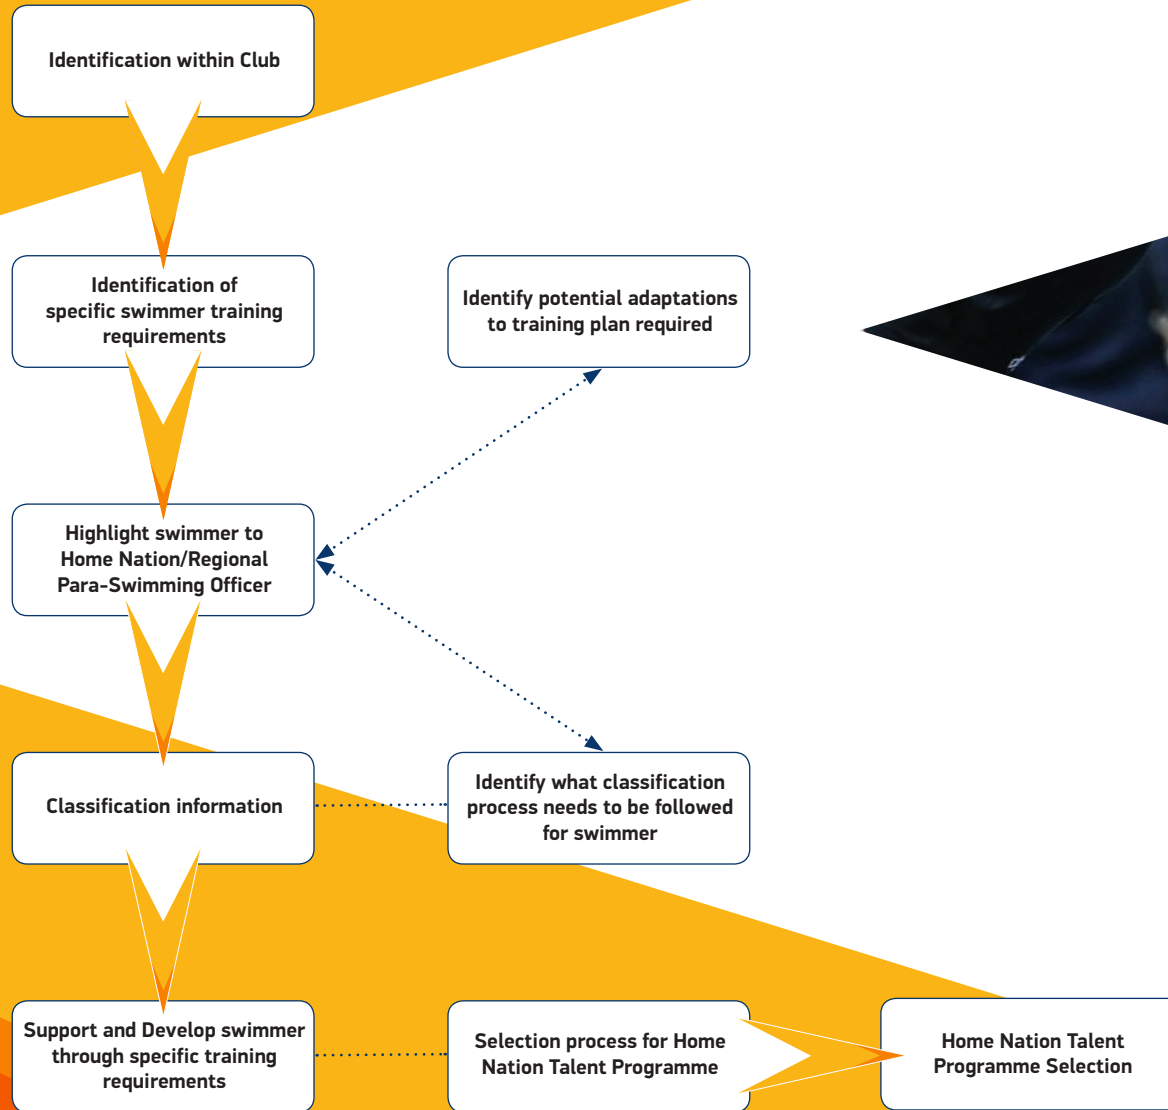 Identification within Club
Identification of
specific swimmer training
requirements
Identify potential adaptations
to training plan required
Highlight swimmer to
Home Nation/Regional
Para-Swimming Officer
Classification information
Identify what classification
process needs to be followed
for swimmer
Support and Develop swimmer
through specific training
requirements
Selection process for Home
Nation Talent Programme
Home Nation Talent
Programme Selection